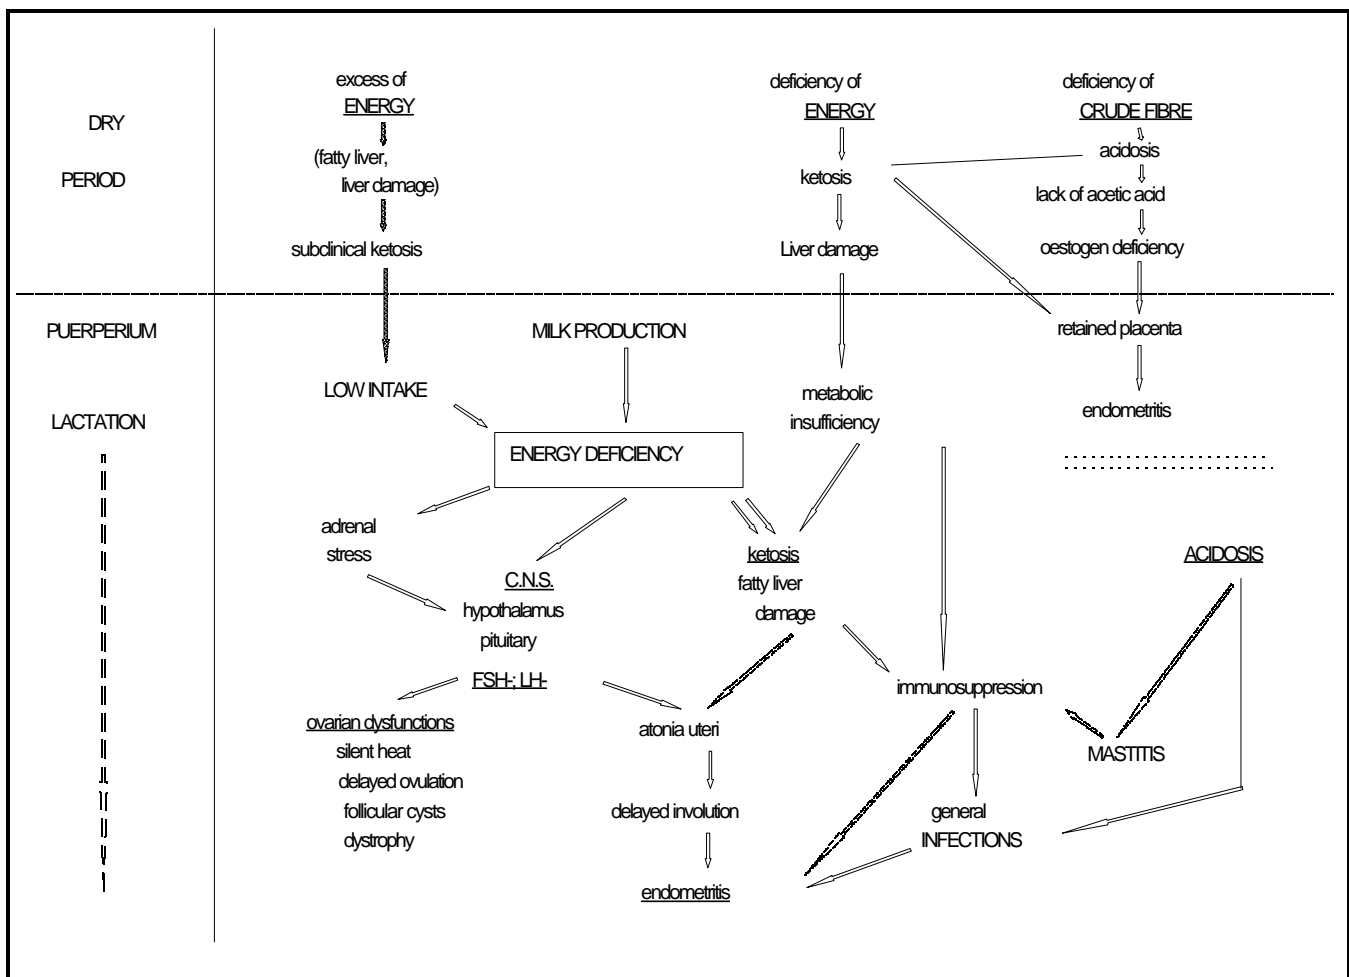 excess of
ENERGY
deficiency of
ENERGY
deficiency of
CRUDE FIBRE
DRY
PERIOD
(fatty liver,
liver damage)
ketosis
acidosis
lack of acetic acid
subclinical ketosis
Liver damage
oestogen deficiency
PUERPERIUM
MILK PRODUCTION
retained placenta
LOW INTAKE
metabolic
insufficiency
endometritis
LACTATION
ENERGY DEFICIENCY
adrenal
stress
ketosis
fatty liver
damage
ACIDOSIS
C.N.S.
hypothalamus
pituitary
FSH-; LH-
immunosuppression
ovarian dysfunctions
silent heat
delayed ovulation
follicular cysts
dystrophy
atonia uteri
MASTITIS
delayed involution
general
INFECTIONS
endometritis